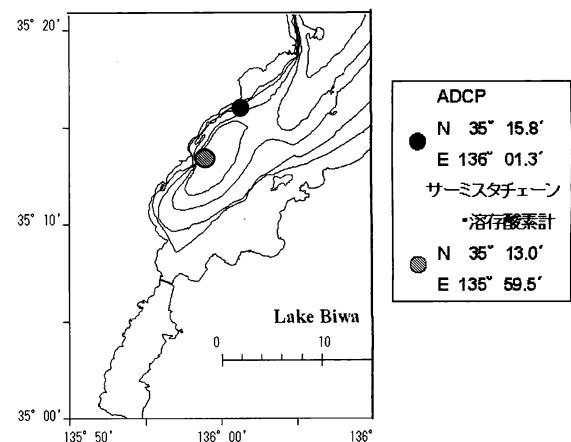 35° 20′
35° 10′
35° 00′
135° 50′
136° 00′
136°
Lake Biwa
0
10
ADCP
N 35° 15.8′
E 136° 01.3′
サーミスタチェーン
・溶存酸素計
N 35° 13.0′
E 135° 59.5′